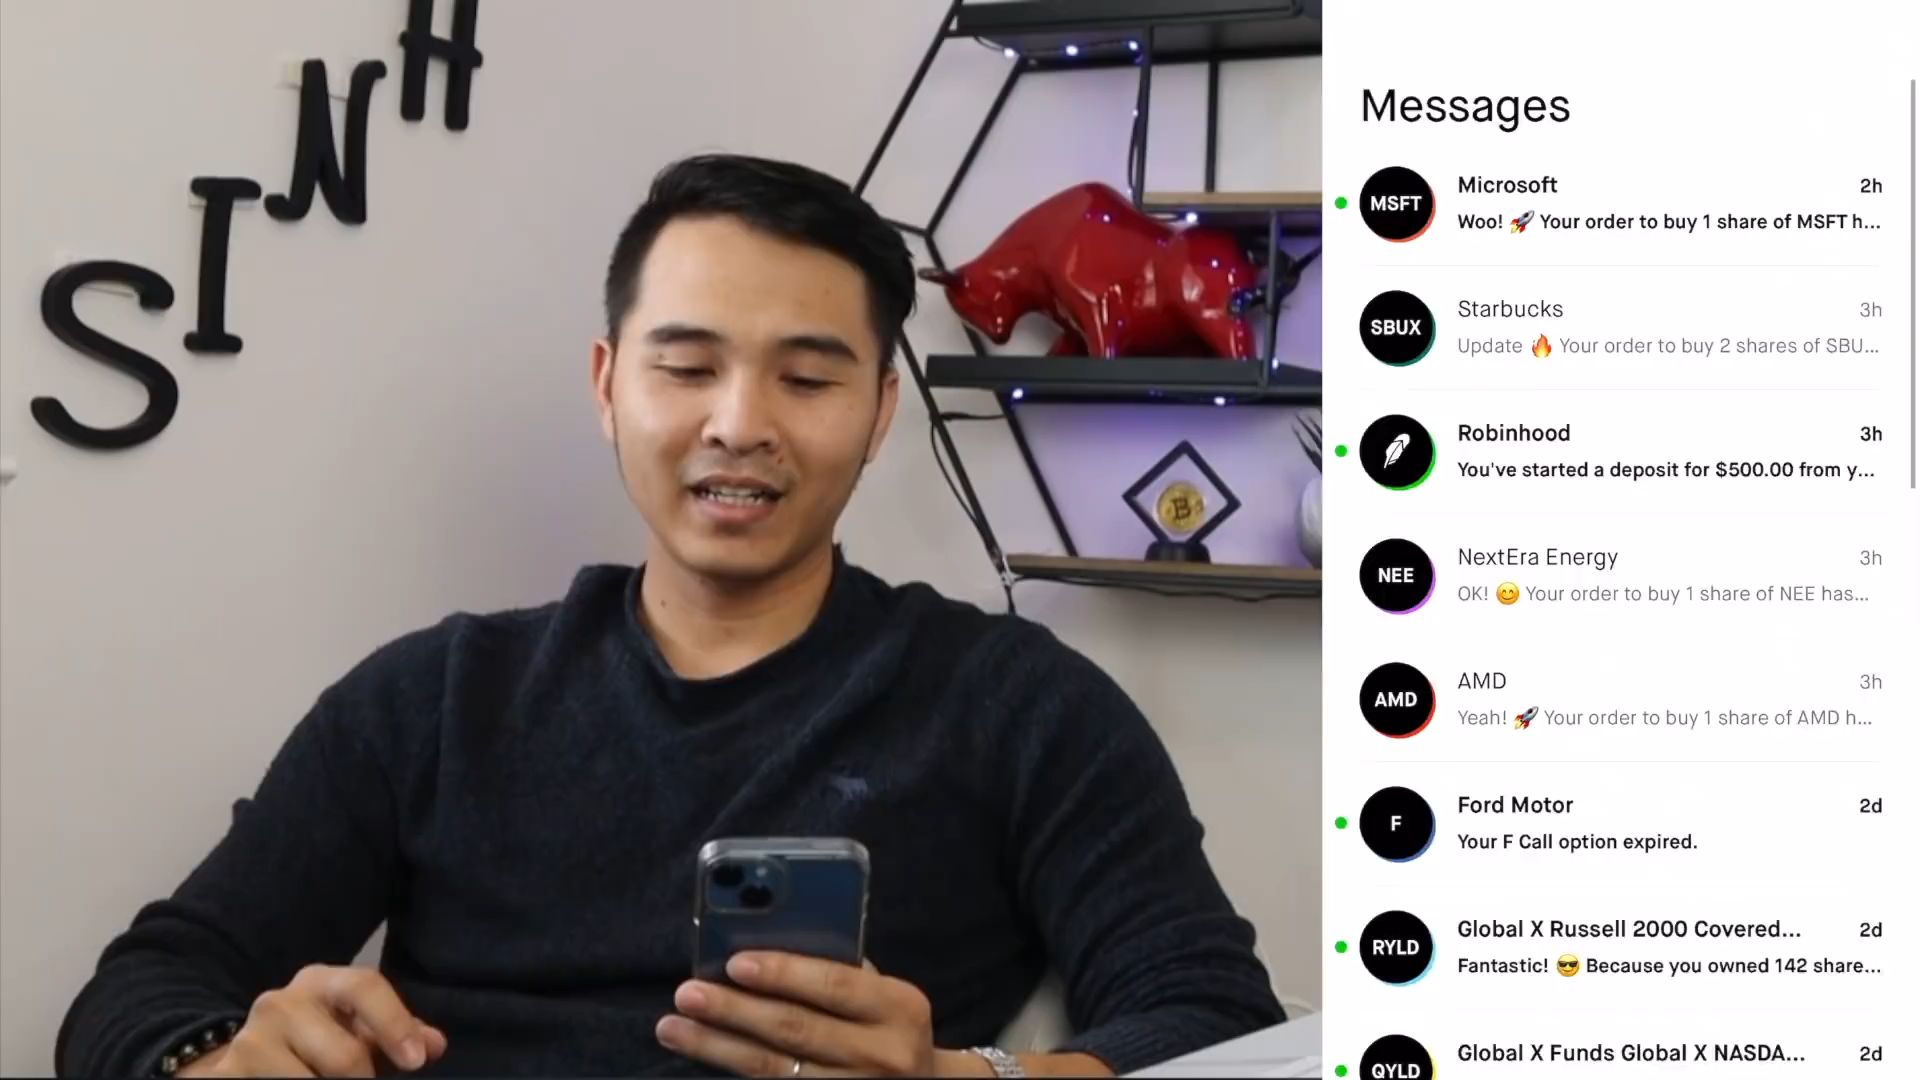 SINH
Messages
MSFT
Microsoft
2h
Woo! 🚀 Your order to buy 1 share of MSFT h...
SBUX
Starbucks
3h
Update 🔥 Your order to buy 2 shares of SBU...
Robinhood
3h
You've started a deposit for $500.00 from y...
NEE
NextEra Energy
3h
OK! 😊 Your order to buy 1 share of NEE has...
AMD
AMD
3h
Yeah! 🚀 Your order to buy 1 share of AMD h...
F
Ford Motor
2d
Your F Call option expired.
RYLD
Global X Russell 2000 Covered...
2d
Fantastic! 😎 Because you owned 142 share...
QYLD
Global X Funds Global X NASDA...
2d